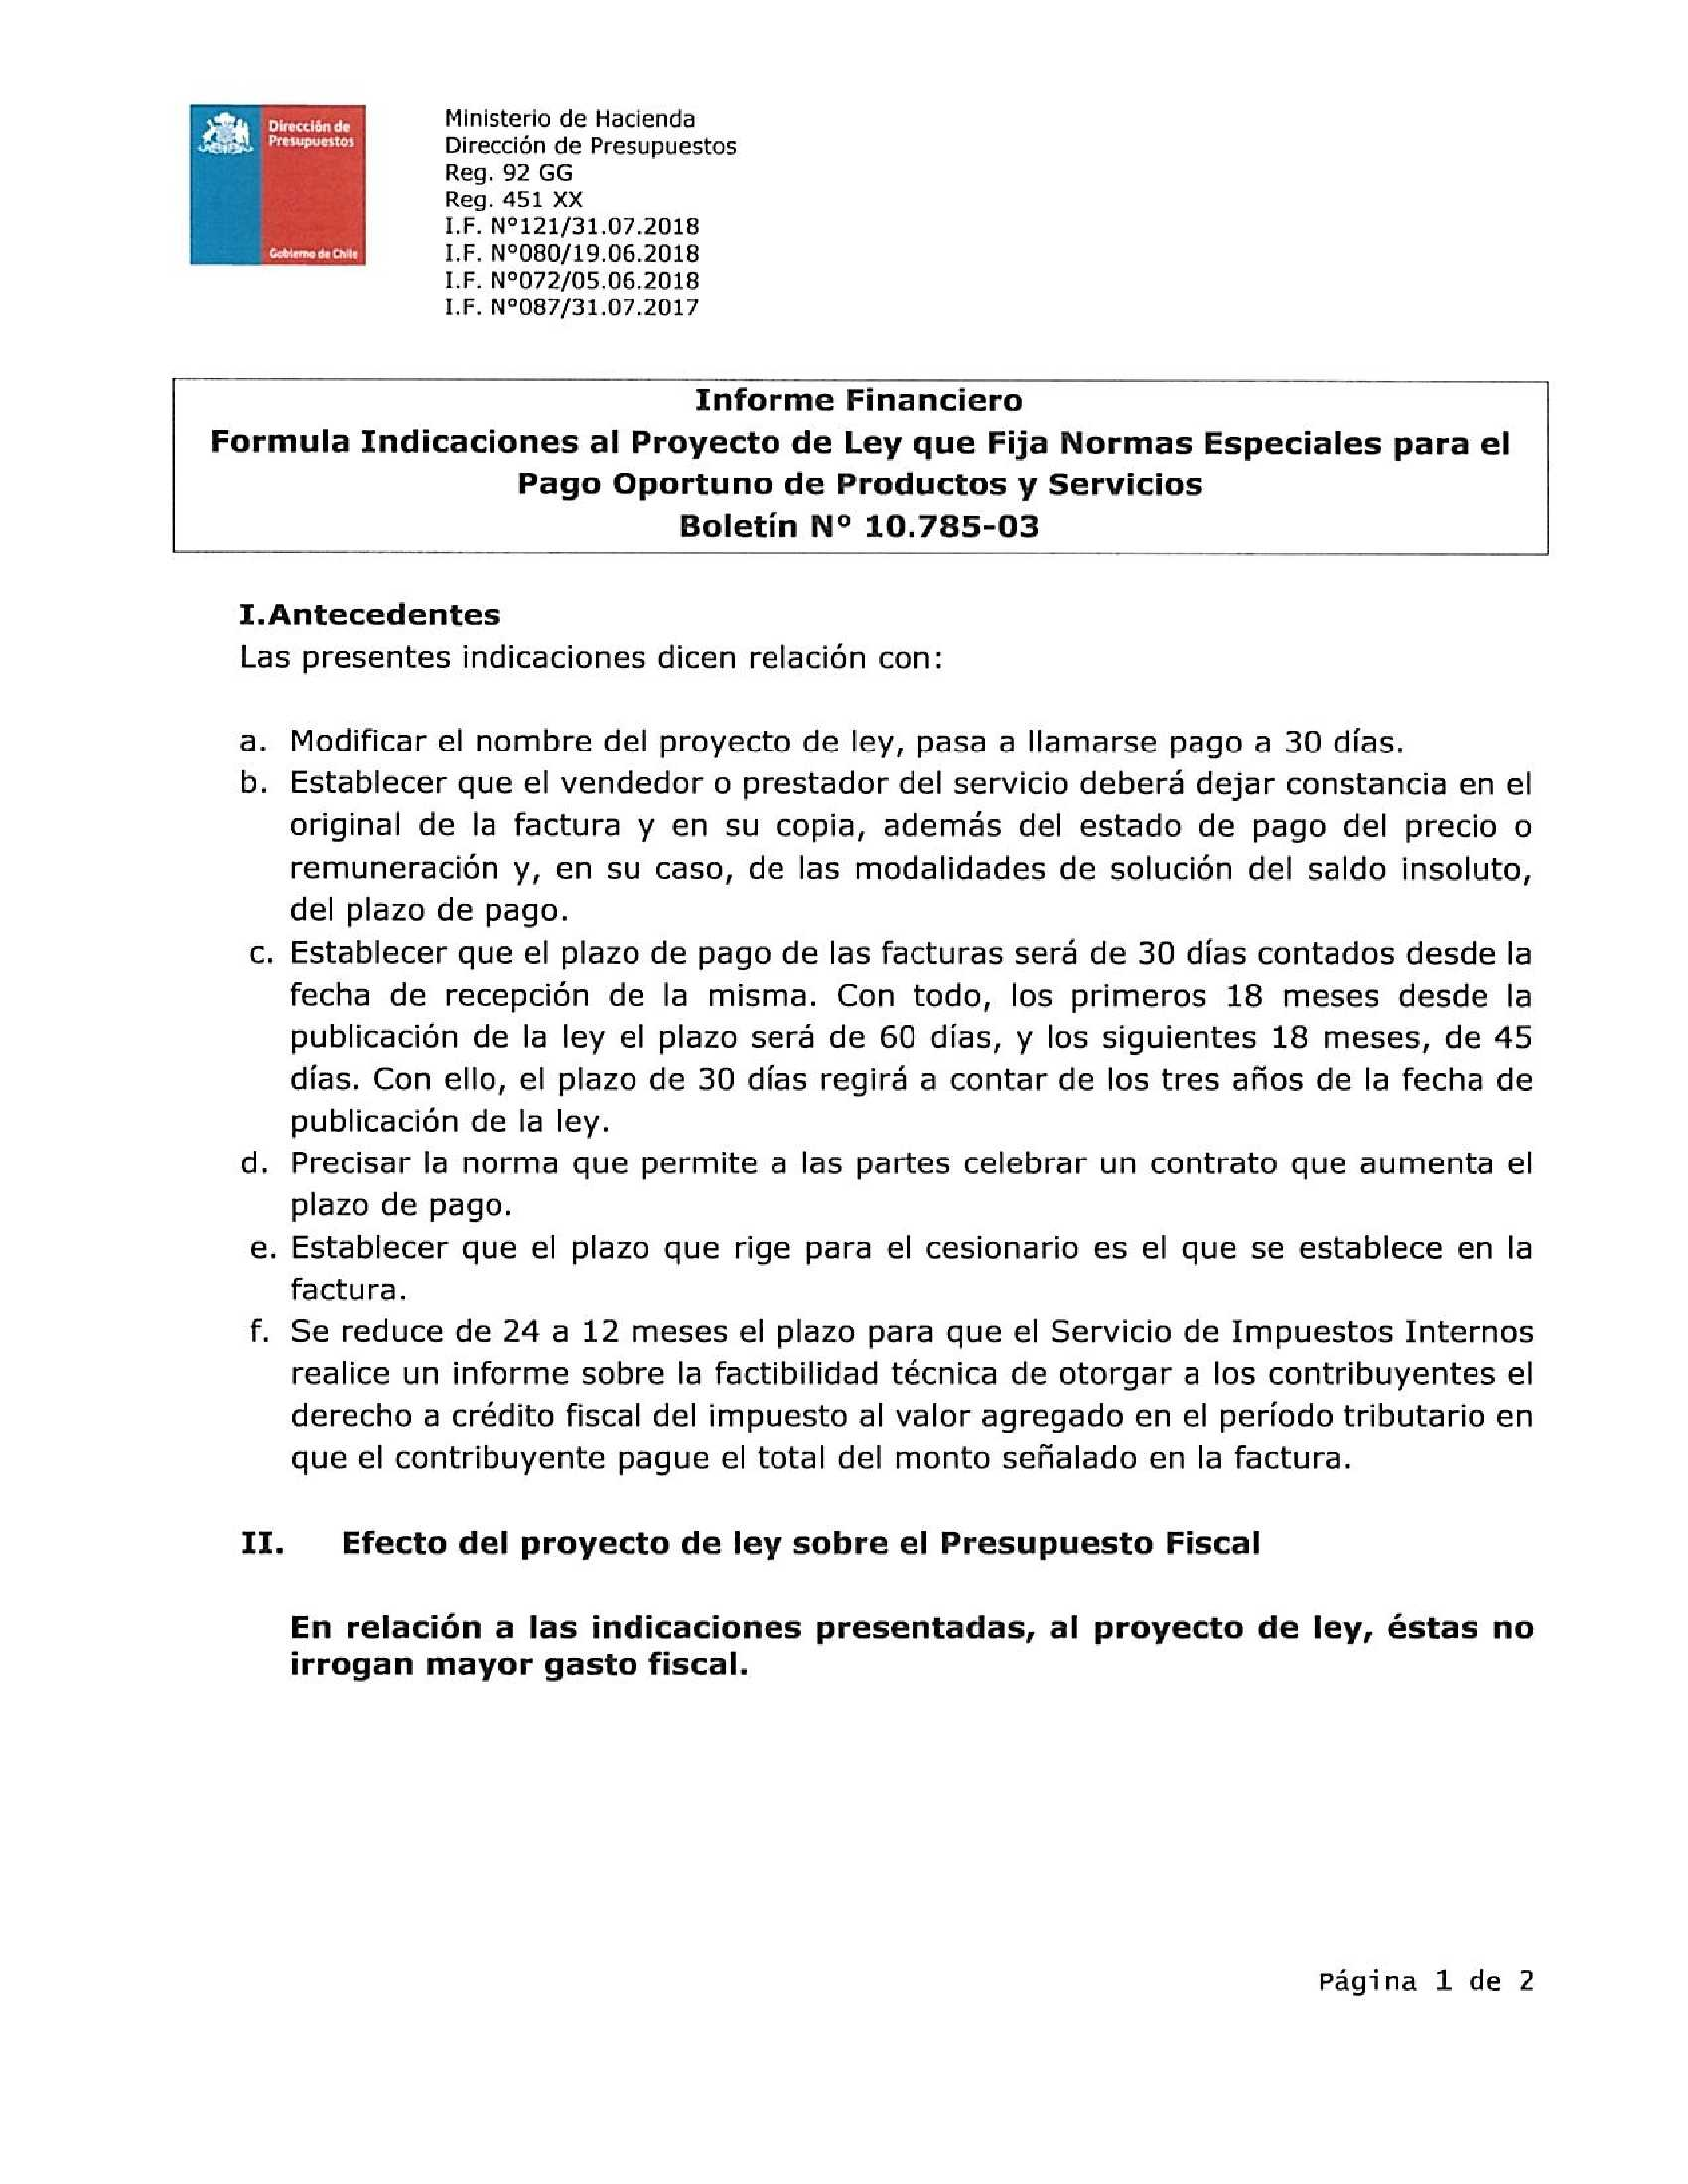 Dirección de
Presupuestos
Gobierno de Chile
Ministerio de Hacienda
Dirección de Presupuestos
Reg. 92 GG
Reg. 451 XX
I.F. Nº121/31.07.2018
I.F. Nº080/19.06.2018
I.F. Nº072/05.06.2018
I.F. Nº087/31.07.2017
Informe Financiero
Formula Indicaciones al Proyecto de Ley que Fija Normas Especiales para el
Pago Oportuno de Productos y Servicios
Boletín Nº 10.785-03
I.Antecedentes
Las presentes indicaciones dicen relación con:
a. Modificar el nombre del proyecto de ley, pasa a llamarse pago a 30 días.
b. Establecer que el vendedor o prestador del servicio deberá dejar constancia en el
original de la factura y en su copia, además del estado de pago del precio o
remuneración y, en su caso, de las modalidades de solución del saldo insoluto,
del plazo de pago.
c. Establecer que el plazo de pago de las facturas será de 30 días contados desde la
fecha de recepción de la misma. Con todo, los primeros 18 meses desde la
publicación de la ley el plazo será de 60 días, y los siguientes 18 meses, de 45
días. Con ello, el plazo de 30 días regirá a contar de los tres años de la fecha de
publicación de la ley.
d. Precisar la norma que permite a las partes celebrar un contrato que aumenta el
plazo de pago.
e. Establecer que el plazo que rige para el cesionario es el que se establece en la
factura.
f. Se reduce de 24 a 12 meses el plazo para que el Servicio de Impuestos Internos
realice un informe sobre la factibilidad técnica de otorgar a los contribuyentes el
derecho a crédito fiscal del impuesto al valor agregado en el período tributario en
que el contribuyente pague el total del monto señalado en la factura.
II. Efecto del proyecto de ley sobre el Presupuesto Fiscal
En relación a las indicaciones presentadas, al proyecto de ley, éstas no
irrogan mayor gasto fiscal.
Página 1 de 2